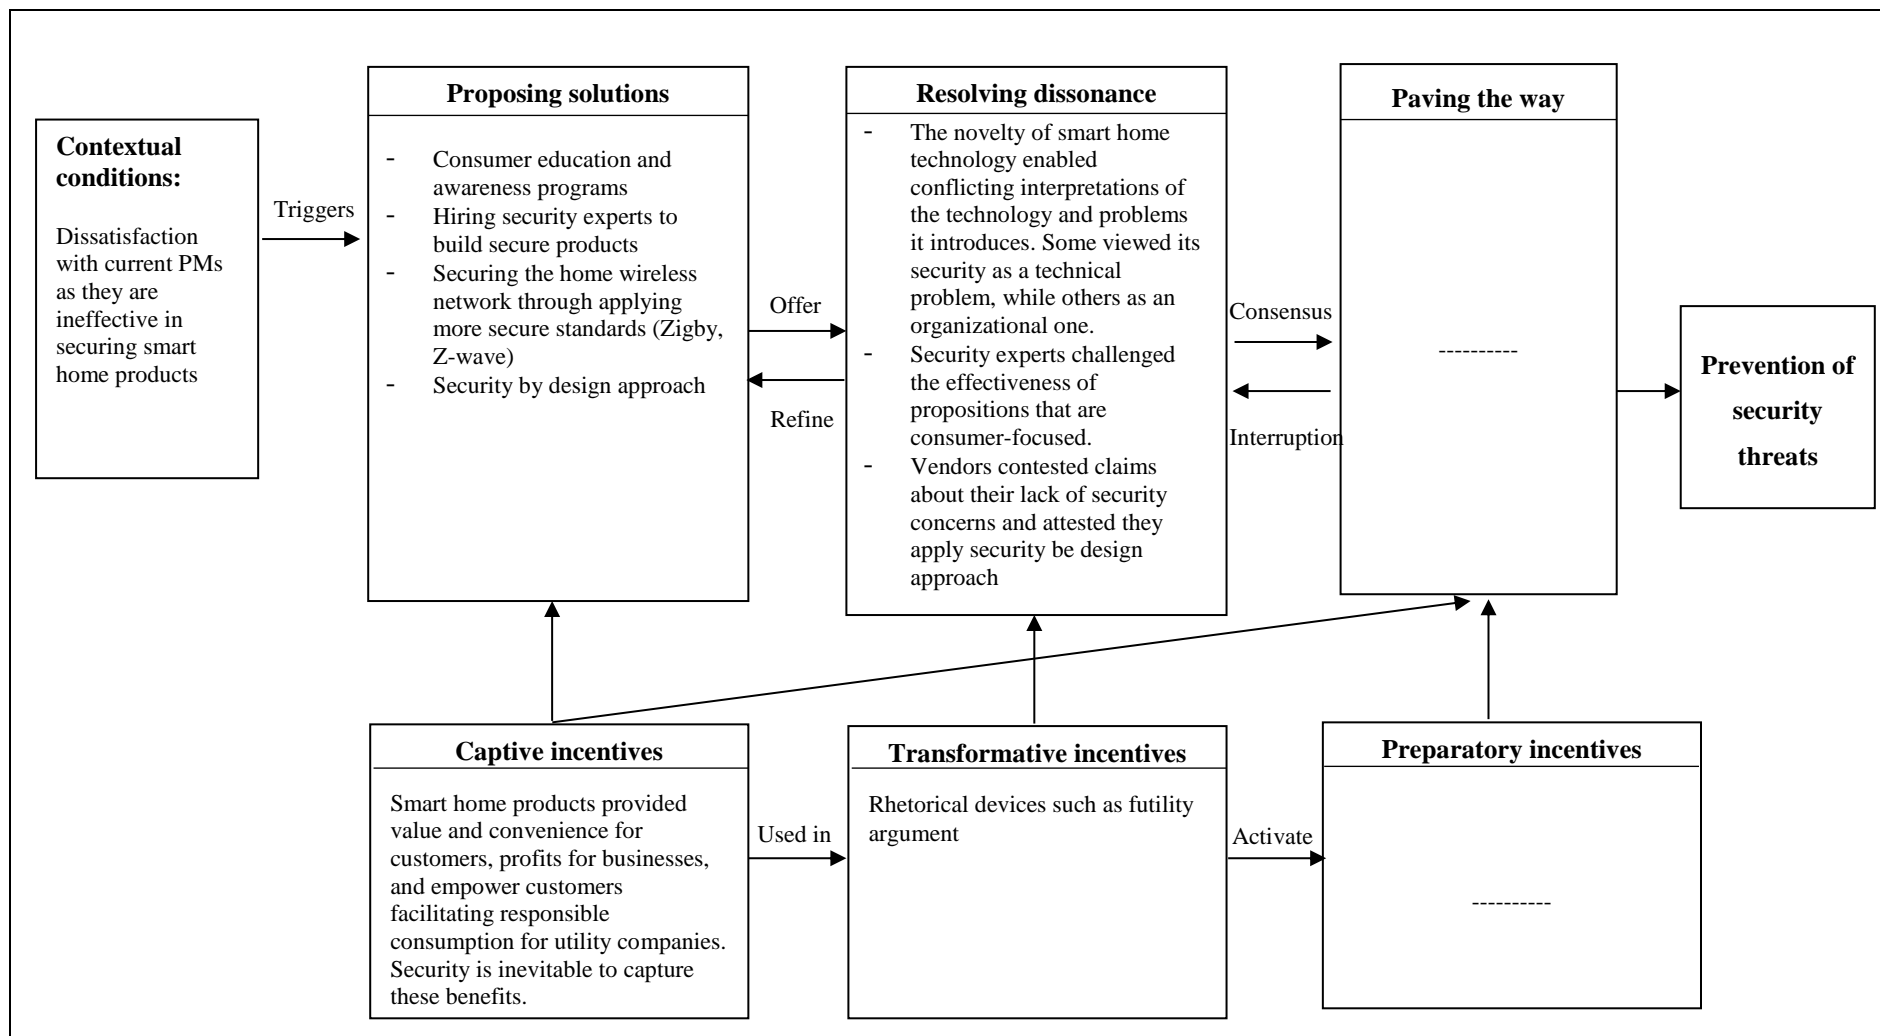 Contextual
conditions:
Dissatisfaction
with current PMs
as they are
ineffective in
securing smart
home products
Triggers
Proposing solutions
- Consumer education and
awareness programs
- Hiring security experts to
build secure products
- Securing the home wireless
network through applying
more secure standards (Zigby,
Z-wave)
- Security by design approach
Offer
Refine
Resolving dissonance
- The novelty of smart home
technology enabled
conflicting interpretations of
the technology and problems
it introduces. Some viewed its
security as a technical
problem, while others as an
organizational one.
- Security experts challenged
the effectiveness of
propositions that are
consumer-focused.
- Vendors contested claims
about their lack of security
concerns and attested they
apply security be design
approach
Consensus
Interruption
Paving the way
----------
Prevention of
security
threats
Captive incentives
Smart home products provided
value and convenience for
customers, profits for businesses,
and empower customers
facilitating responsible
consumption for utility companies.
Security is inevitable to capture
these benefits.
Used in
Transformative incentives
Rhetorical devices such as futility
argument
Activate
Preparatory incentives
----------